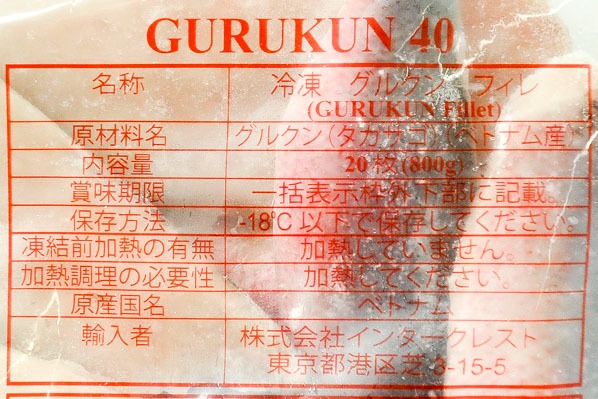 GURUKUN 40
名称 冷凍 グルクン フィレ
(GURUKUN Fillet)
原材料名 グルクン(タカサゴ)(ベトナム産)
内容量 20枚(800g)
賞味期限 一括表示枠外下部に記載。
保存方法 -18℃以下で保存してください。
凍結前加熱の有無 加熱していません。
加熱調理の必要性 加熱してください。
原産国名 ベトナム
輸入者 株式会社インタークレスト
東京都港区芝 3-15-5